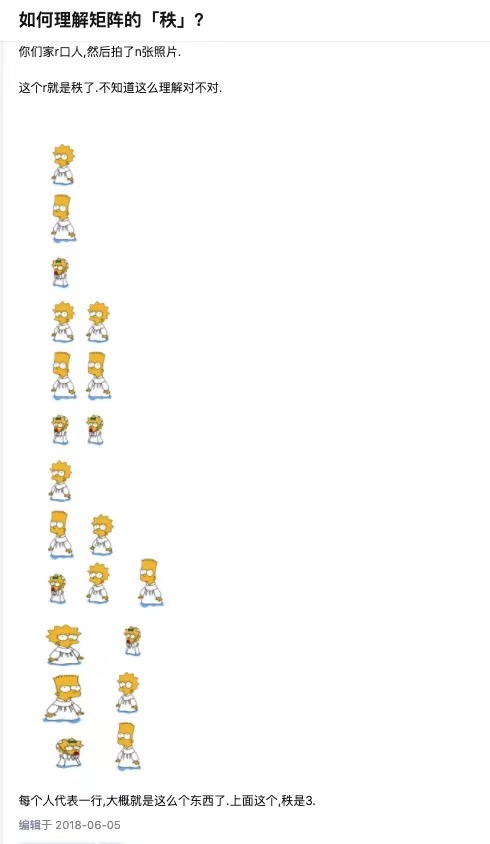 如何理解矩阵的「秩」?
你们家r口人,然后拍了n张照片.
这个r就是秩了.不知道这么理解对不对.
每个人代表一行,大概就是这么个东西了.上面这个,秩是3.
编辑于 2018-06-05